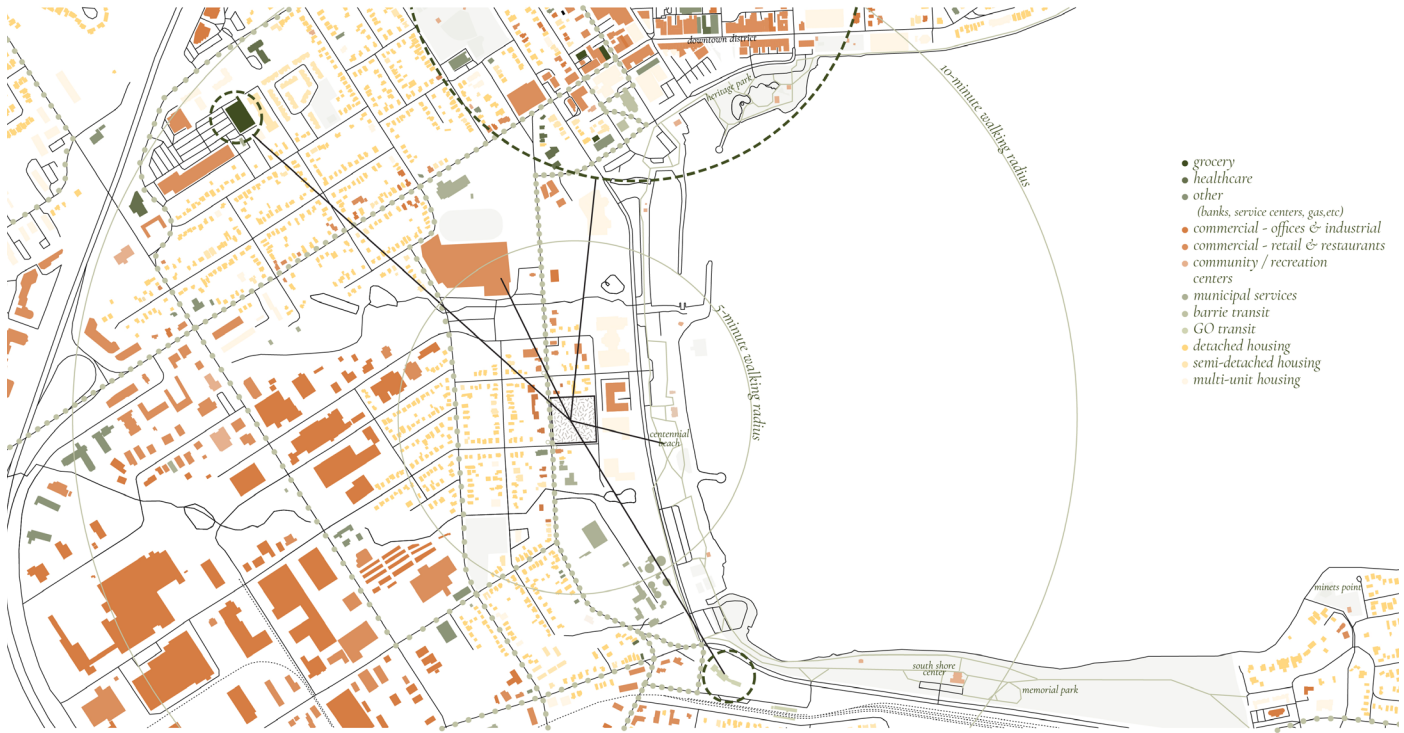 downtown district
heritage park
10-minute walking radius
5-minute walking radius
centennial
beach
south shore
center
memorial park
minets point
grocery
healthcare
other
(banks, service centers, gas,etc)
commercial - offices & industrial
commercial - retail & restaurants
community / recreation
centers
municipal services
barrie transit
GO transit
detached housing
semi-detached housing
multi-unit housing